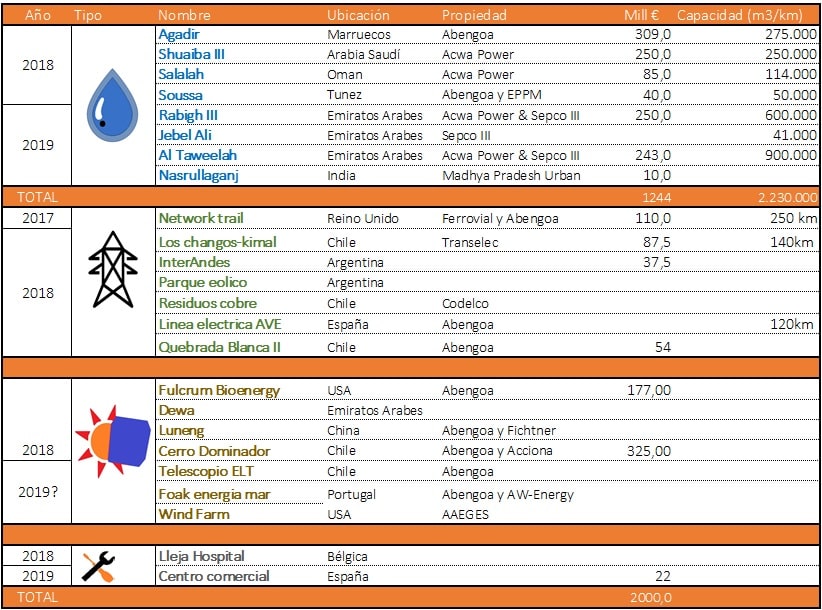 Año Tipo Nombre Ubicación Propiedad Mill € Capacidad (m3/km)
2018
Agadir Marruecos Abengoa 309,0 275.000
Shuaiba III Arabia Saudí Acwa Power 250,0 250.000
Salalah Oman Acwa Power 85,0 114.000
Soussa Tunez Abengoa y EPPM 40,0 50.000
2019
Rabigh III Emiratos Arabes Acwa Power & Sepco III 250,0 600.000
Jebel Ali Emiratos Arabes Sepco III 41.000
Al Taweelah Emiratos Arabes Acwa Power & Sepco III 243,0 900.000
Nasrullaganj India Madhya Pradesh Urban 10,0
TOTAL 1244 2.230.000
2017 Network trail Reino Unido Ferrovial y Abengoa 110,0 250 km
2018
Los changos-kimal Chile Transelec 87,5 140km
InterAndes Argentina 37,5
Parque eolico Argentina
Residuos cobre Chile Codelco
Linea electrica AVE España Abengoa 120km
Quebrada Blanca II Chile Abengoa 54
Fulcrum Bioenergy USA Abengoa 177,00
Dewa Emiratos Arabes
Luneng China Abengoa y Fichtner
2018 Cerro Dominador Chile Abengoa y Acciona 325,00
Telescopio ELT Chile Abengoa
2019? Foak energia mar Portugal Abengoa y AW-Energy
Wind Farm USA AAEGES
2018 Lleja Hospital Bélgica
2019 Centro comercial España 22
TOTAL 2000,0